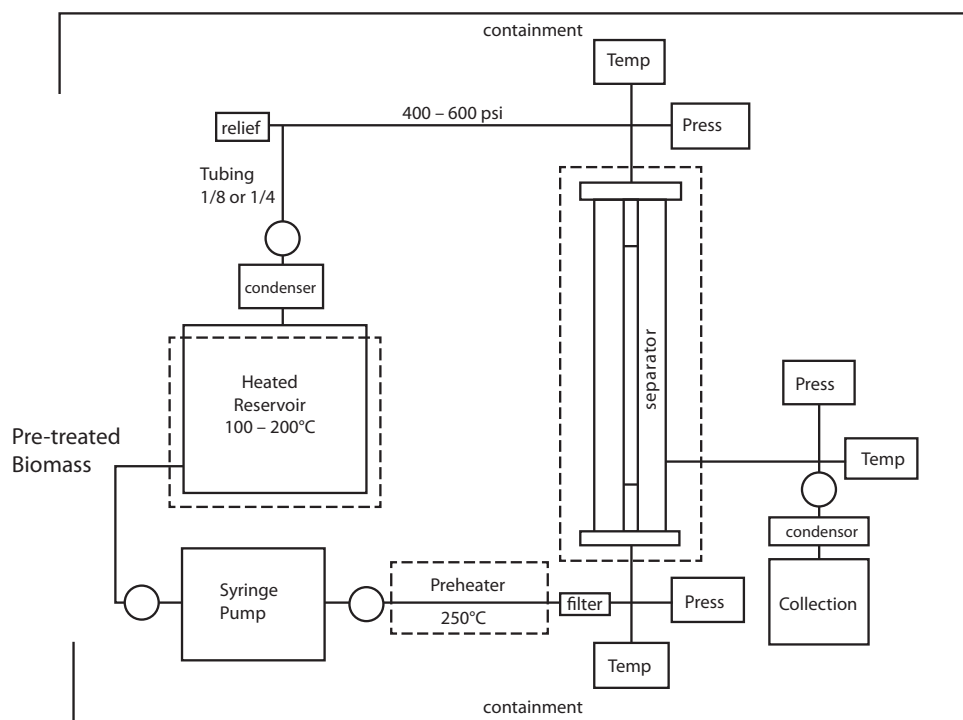 containment
Temp
relief
400 – 600 psi
Press
Tubing
1/8 or 1/4
condenser
separator
Heated
Reservoir
100 – 200°C
Press
Pre-treated
Biomass
Temp
condensor
Syringe
Pump
Preheater
250°C
filter
Press
Collection
Temp
containment